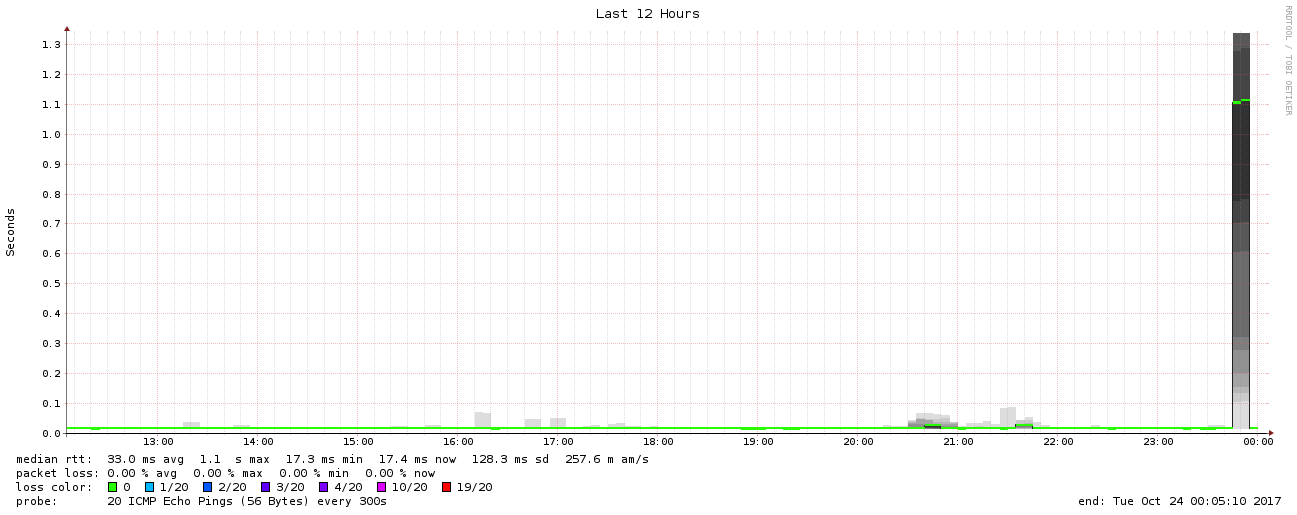 Last 12 Hours
RRDTOOL / TOBI OETIKER
Seconds
1.3
1.2
1.1
1.0
0.9
0.8
0.7
0.6
0.5
0.4
0.3
0.2
0.1
0.0
13:00 14:00 15:00 16:00 17:00 18:00 19:00 20:00 21:00 22:00 23:00 00:00
median rtt: 33.0 ms avg 1.1 s max 17.3 ms min 17.4 ms now 128.3 ms sd 257.6 m am/s
packet loss: 0.00 % avg 0.00 % max 0.00 % min 0.00 % now
loss color: 0 1/20 2/20 3/20 4/20 10/20 19/20
probe: 20 ICMP Echo Pings (56 Bytes) every 300s end: Tue Oct 24 00:05:10 2017